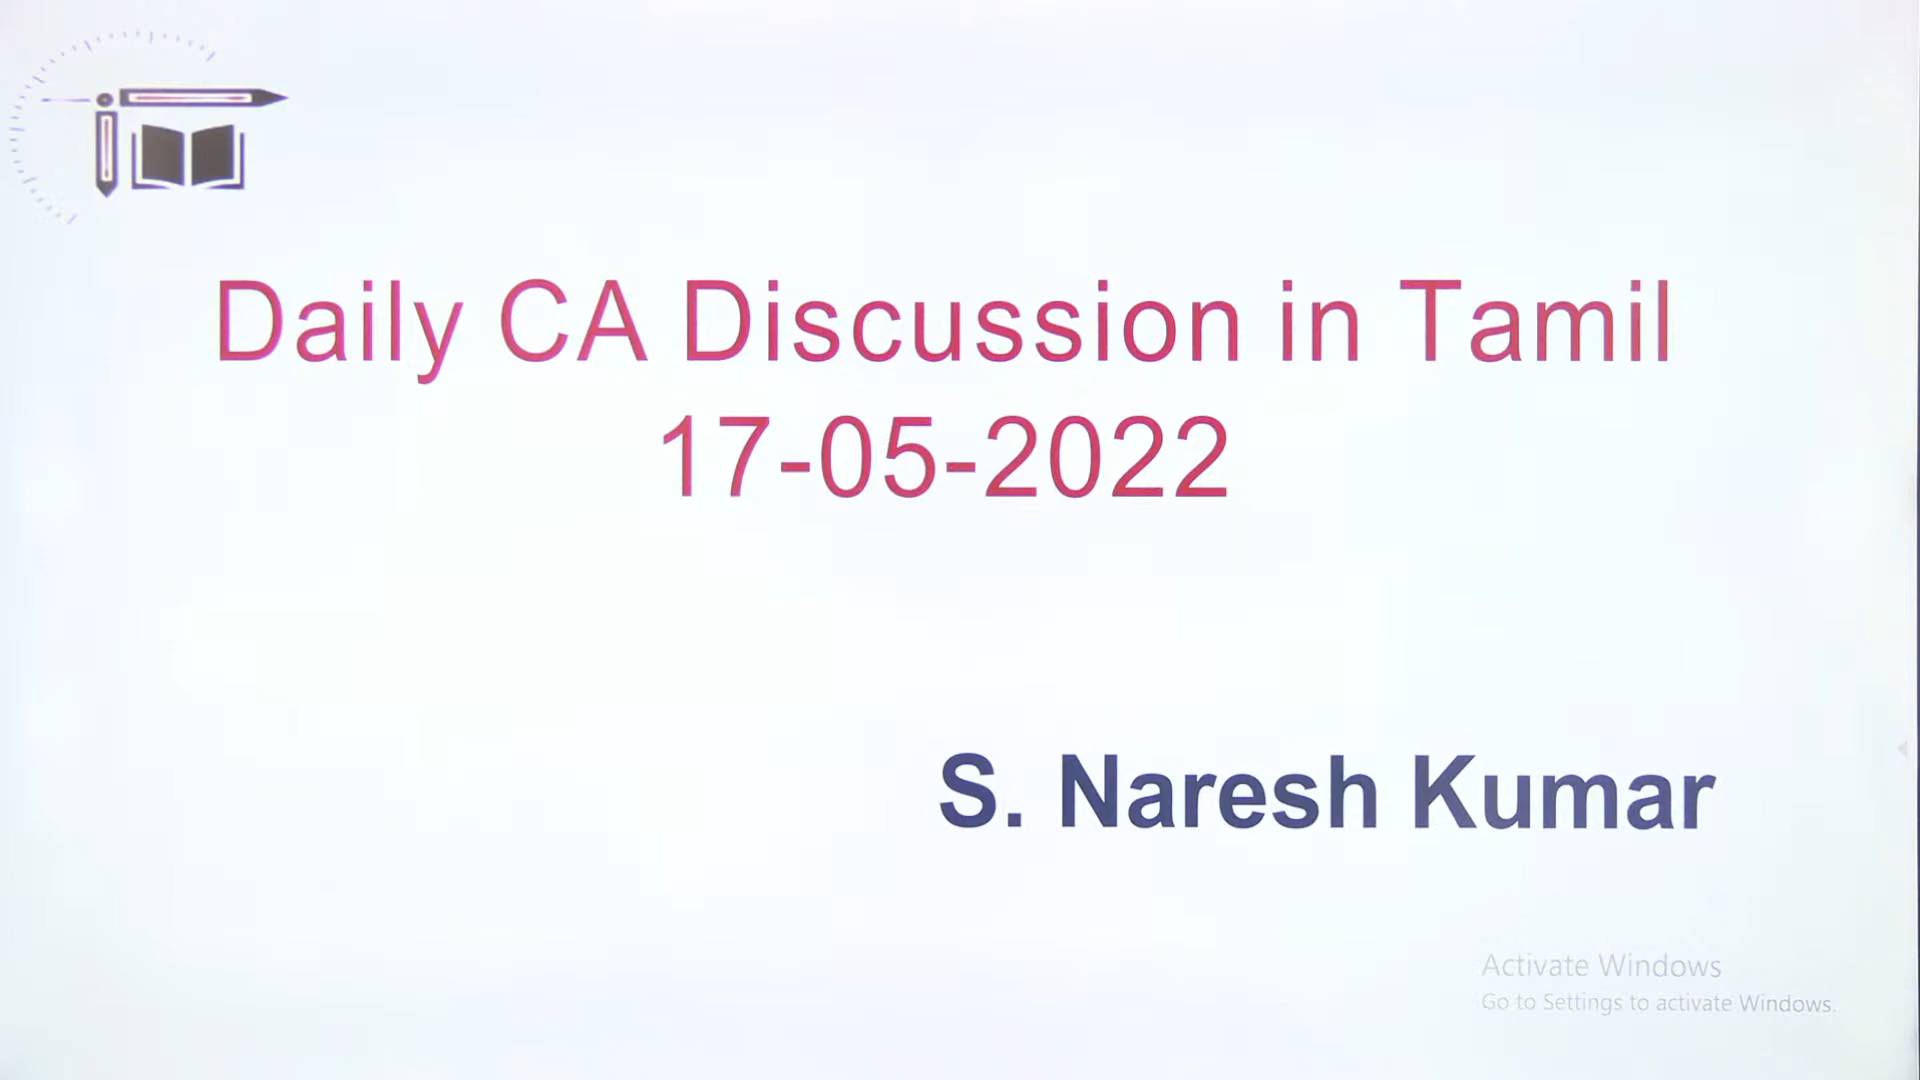 Daily CA Discussion in Tamil
17-05-2022
S. Naresh Kumar
Activate Windows
Go to Settings to activate Windows.